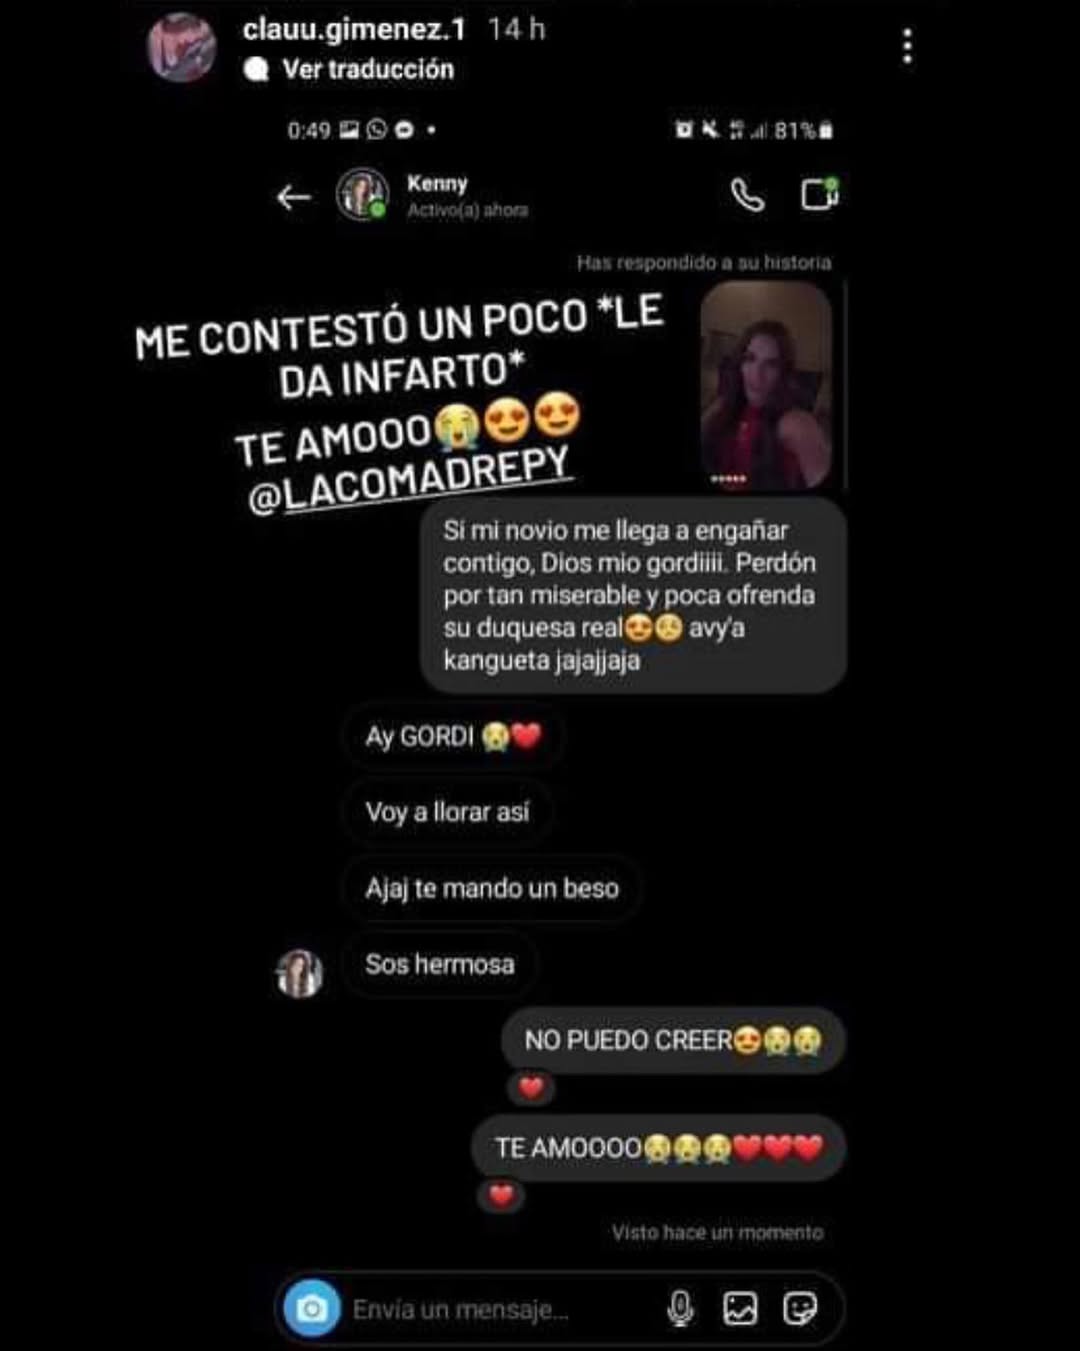 clauu.gimenez.1 14 h
Ver traducción
0:49 81%
Kenny
Activo(a) ahora
Has respondido a su historia
ME CONTESTÓ UN POCO *LE
DA INFARTO*
TE AMOOO😭😍😍
@LACOMADREPY
Si mi novio me llega a engañar
contigo, Dios mio gordiiii. Perdón
por tan miserable y poca ofrenda
su duquesa real😍🥺 avy'a
kangueta jajajjaja
Ay GORDI 😭❤️
Voy a llorar así
Ajaj te mando un beso
Sos hermosa
NO PUEDO CREER😍😭😭
❤️
TE AMOOOO😭😭😭❤️❤️❤️
❤️
Visto hace un momento
Envía un mensaje...